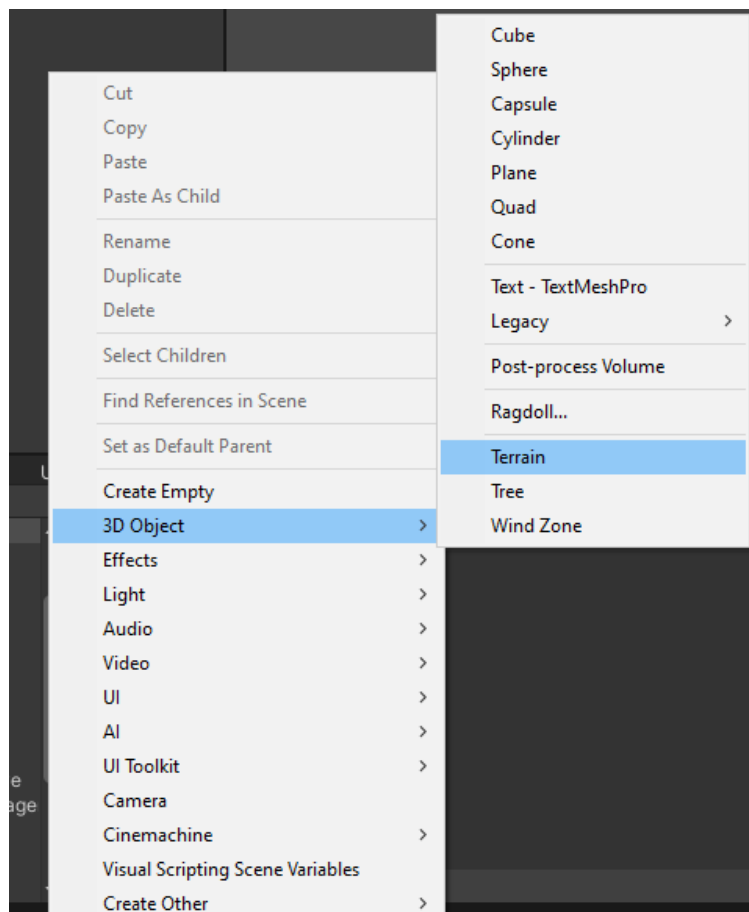 Cut
Copy
Paste
Paste As Child
Rename
Duplicate
Delete
Select Children
Find References in Scene
Set as Default Parent
Create Empty
3D Object
Effects
Light
Audio
Video
UI
AI
UI Toolkit
Camera
Cinemachine
Visual Scripting Scene Variables
Create Other
Cube
Sphere
Capsule
Cylinder
Plane
Quad
Cone
Text - TextMeshPro
Legacy
Post-process Volume
Ragdoll...
Terrain
Tree
Wind Zone